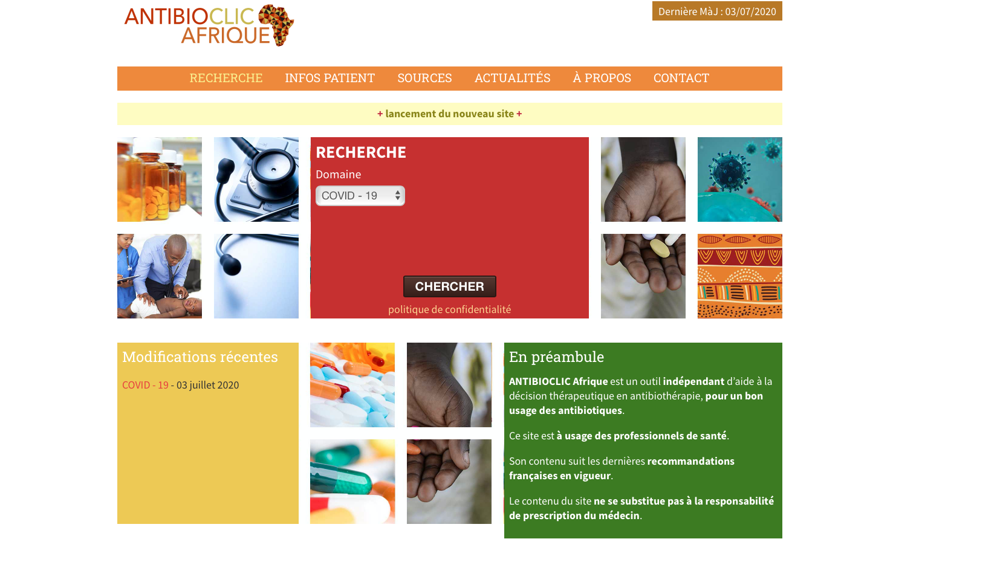 ANTIBIOCLIC
AFRIQUE
Dernière MàJ : 03/07/2020
RECHERCHE INFOS PATIENT SOURCES ACTUALITÉS À PROPOS CONTACT
+ lancement du nouveau site +
RECHERCHE
Domaine
COVID - 19
CHERCHER
politique de confidentialité
Modifications récentes
COVID - 19 - 03 juillet 2020
En préambule
ANTIBIOCLIC Afrique est un outil indépendant d’aide à la
décision thérapeutique en antibiothérapie, pour un bon
usage des antibiotiques.
Ce site est à usage des professionnels de santé.
Son contenu suit les dernières recommandations
françaises en vigueur.
Le contenu du site ne se substitue pas à la responsabilité
de prescription du médecin.